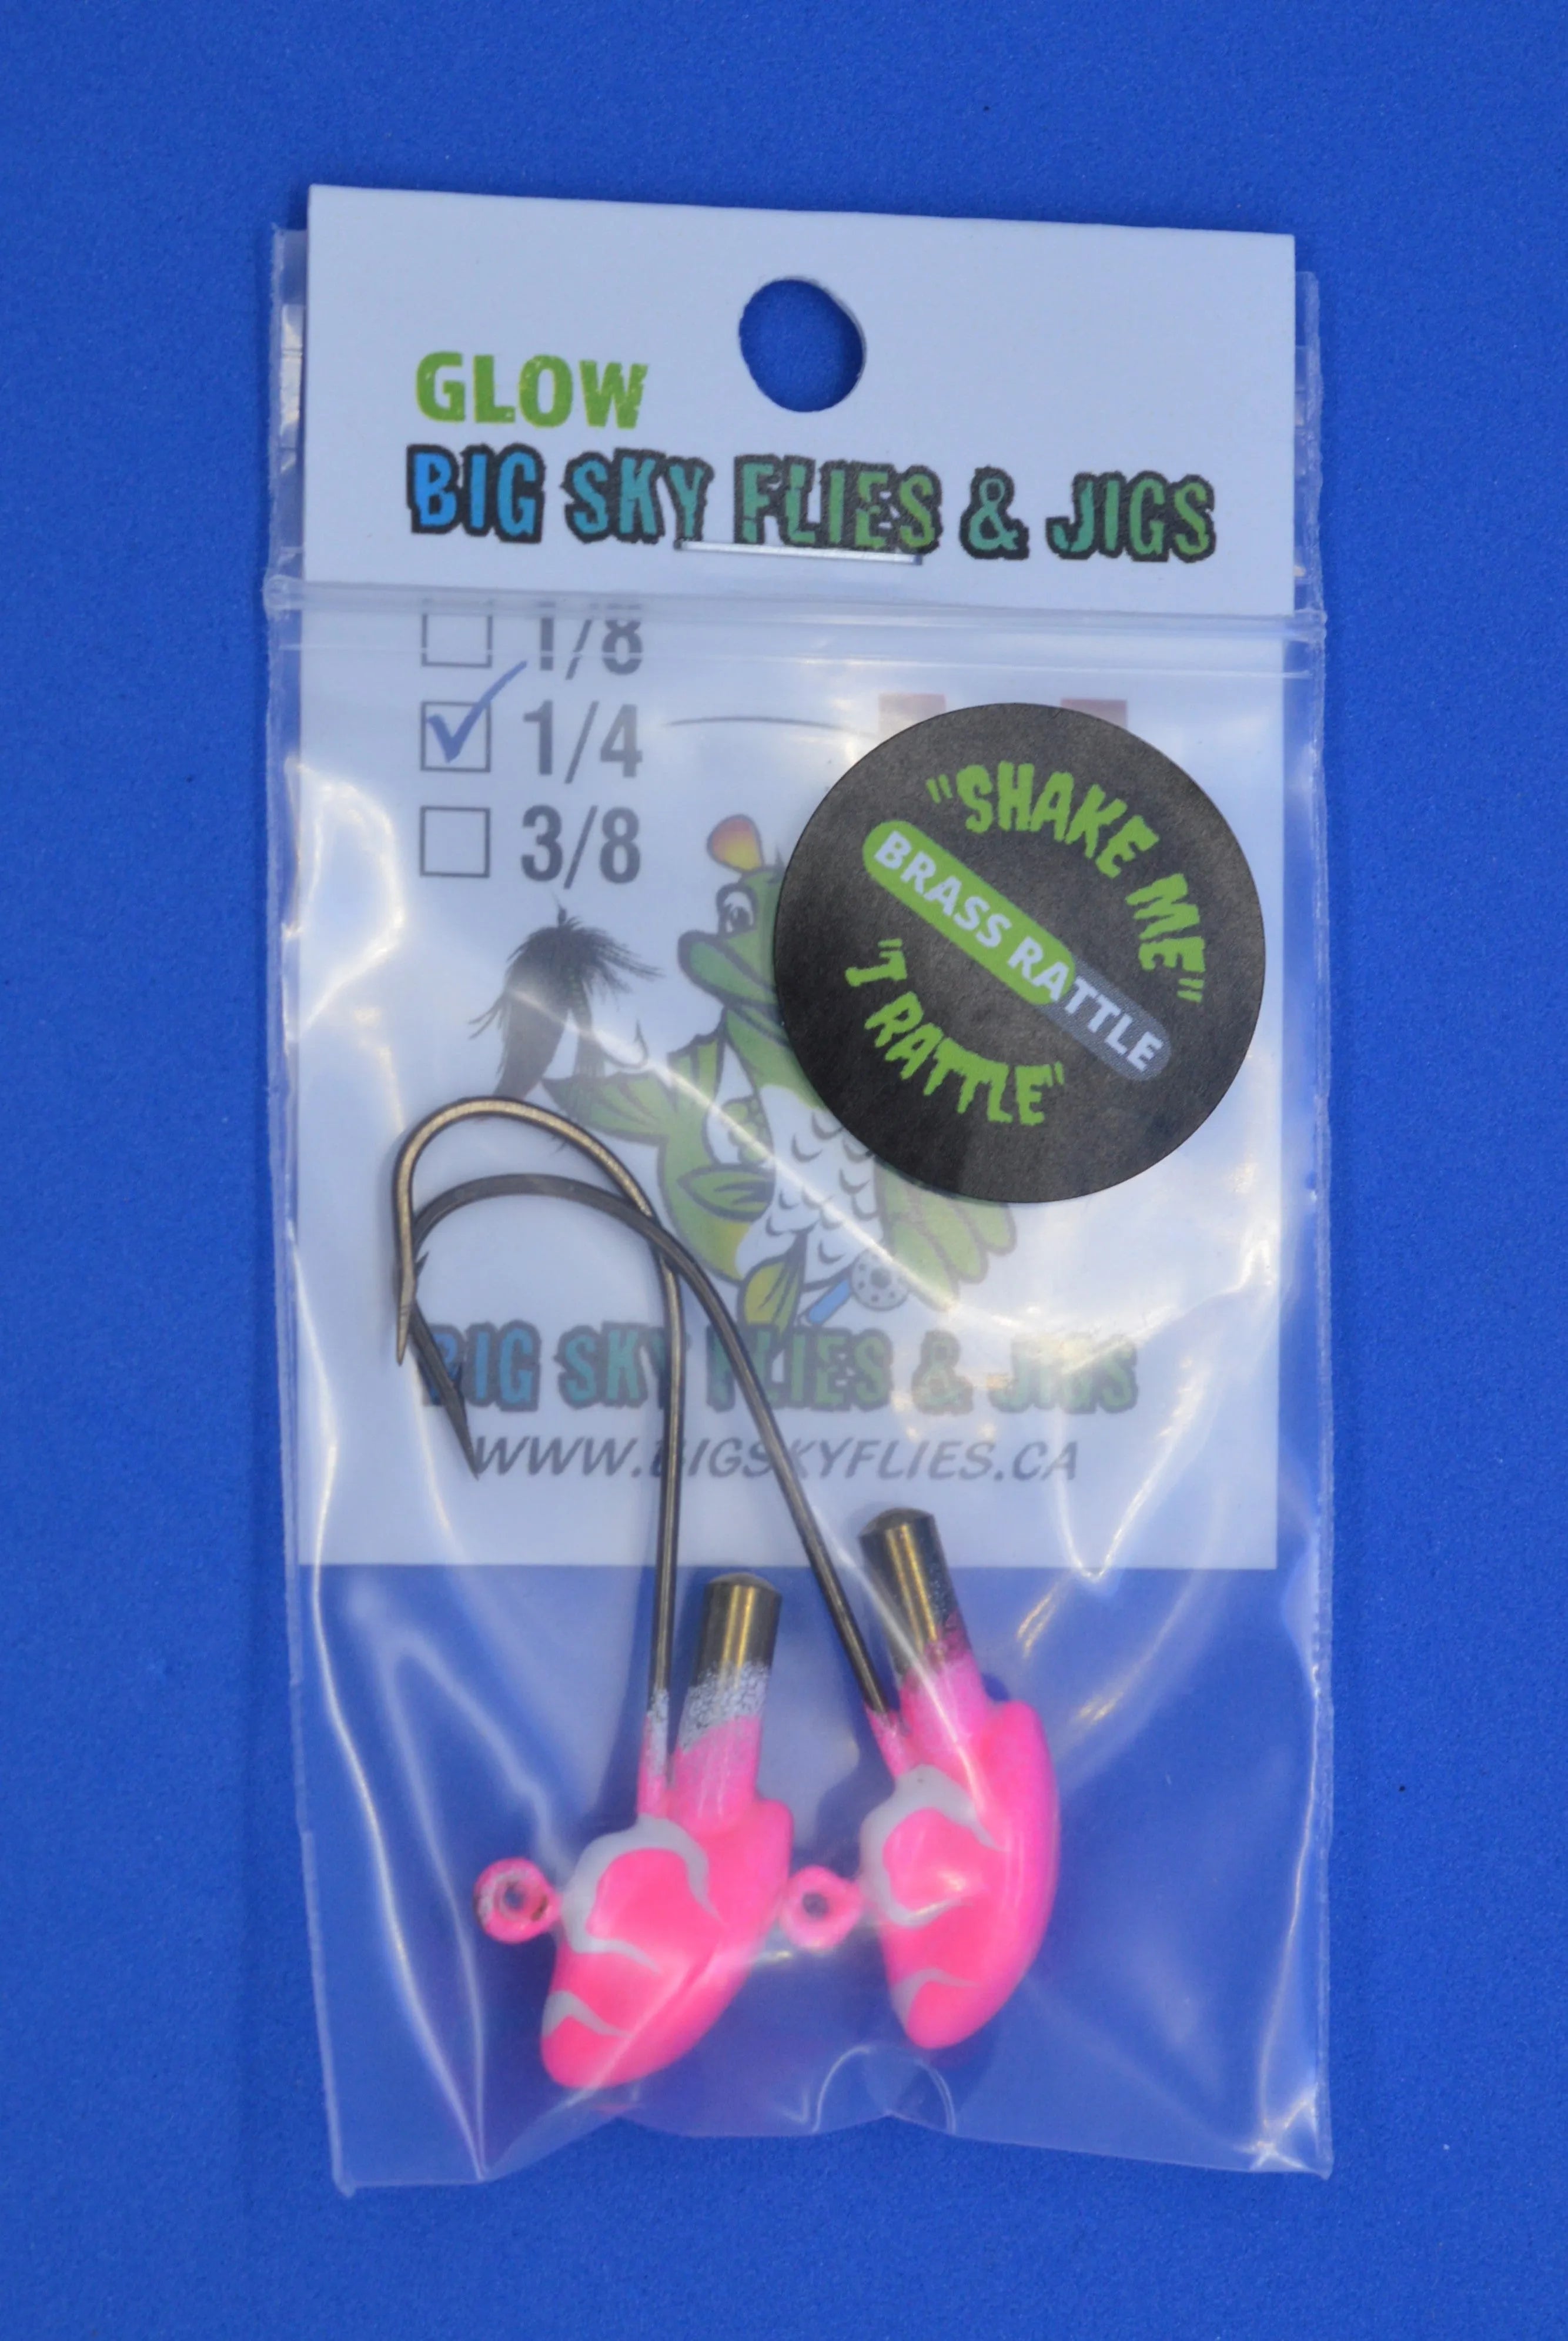 GLOW
BIG SKY FLIES & JIGS
1/8
1/4
3/8
"SHAKE ME"
BRASS RATTLE
"I RATTLE"
BIG SKY FLIES & JIGS
WWW.BIGSKYFLIES.CA